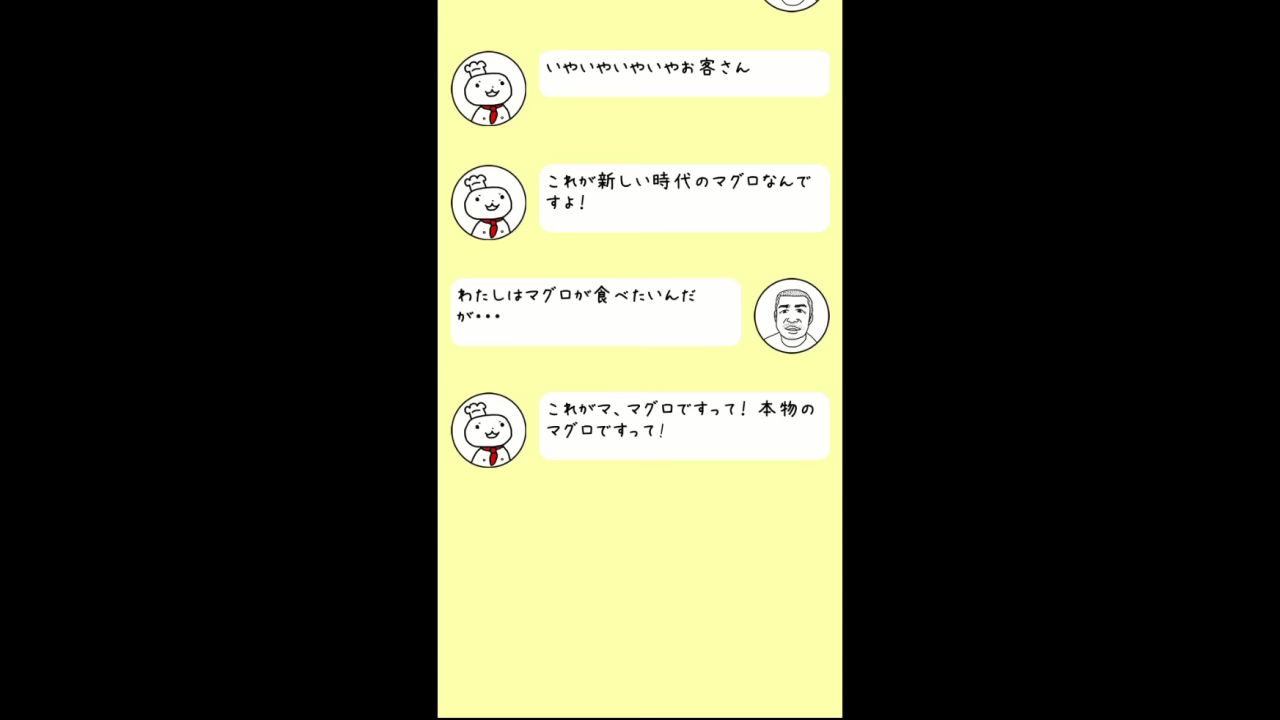 いやいやいやいやお客さん
これが新しい時代のマグロなんで
すよ!
わたしはマグロが食べたいんだ
が・・・
これがマ、マグロですって! 本物の
マグロですって!